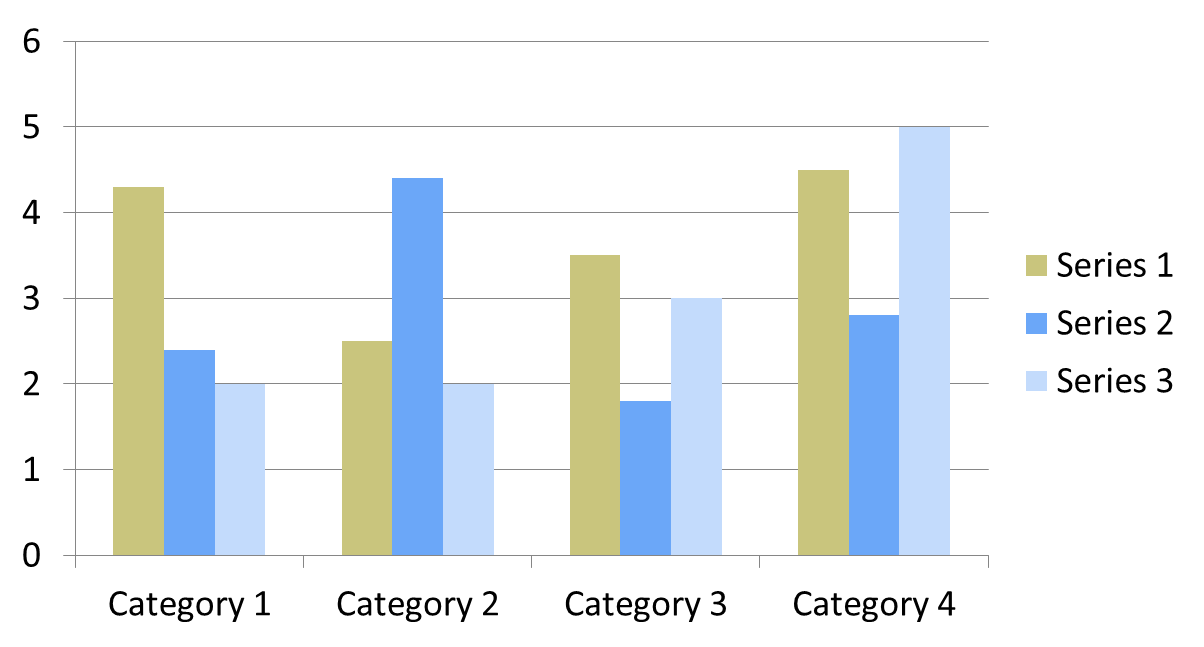 6
5
4
3
2
1
0
Category 1
Category 2
Category 3
Category 4
Series 1
Series 2
Series 3